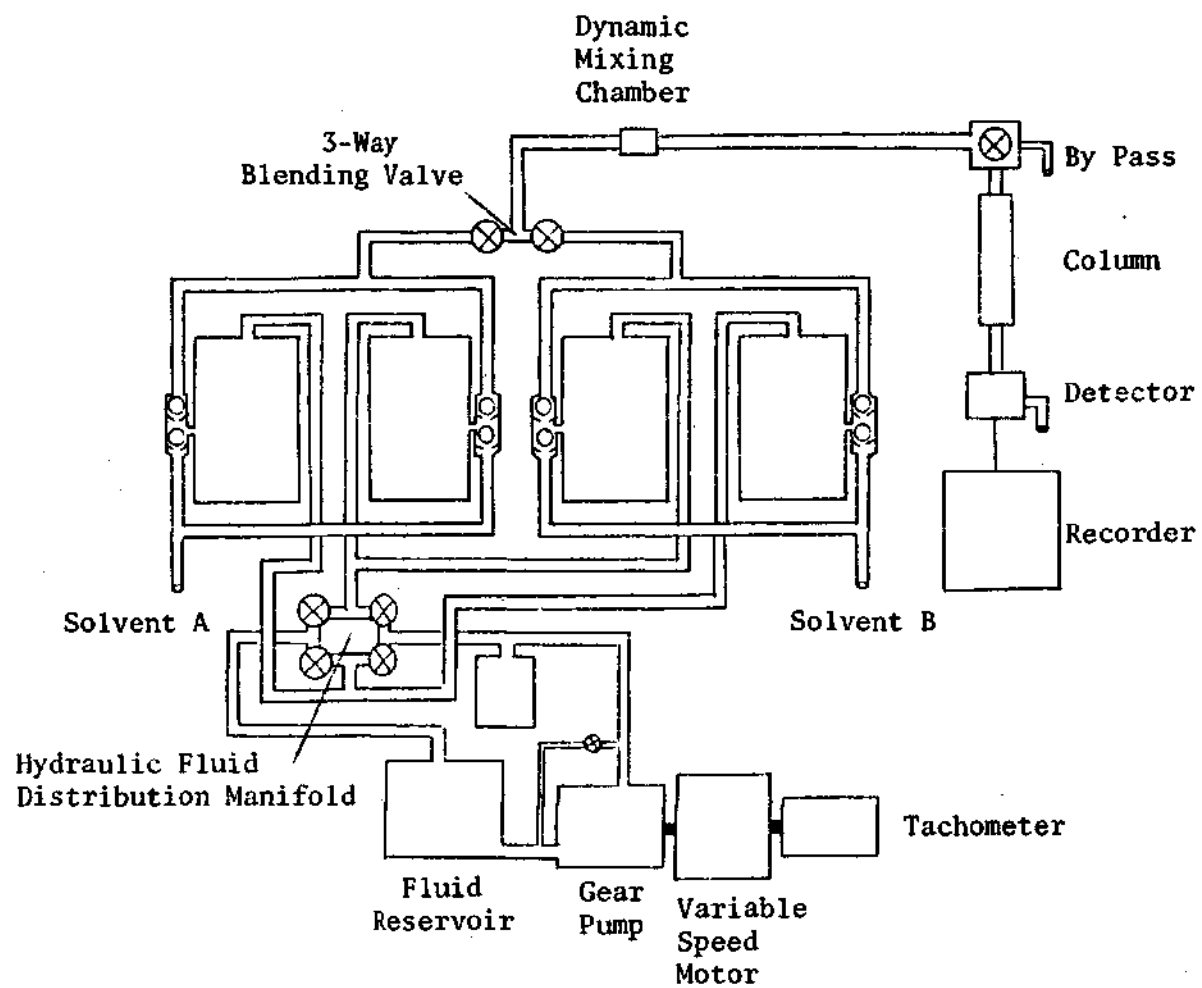 Dynamic
Mixing
Chamber
3-Way
Blending Valve
By Pass
Column
Detector
Recorder
Solvent A
Solvent B
Hydraulic Fluid
Distribution Manifold
Tachometer
Fluid
Reservoir
Gear
Pump
Variable
Speed
Motor